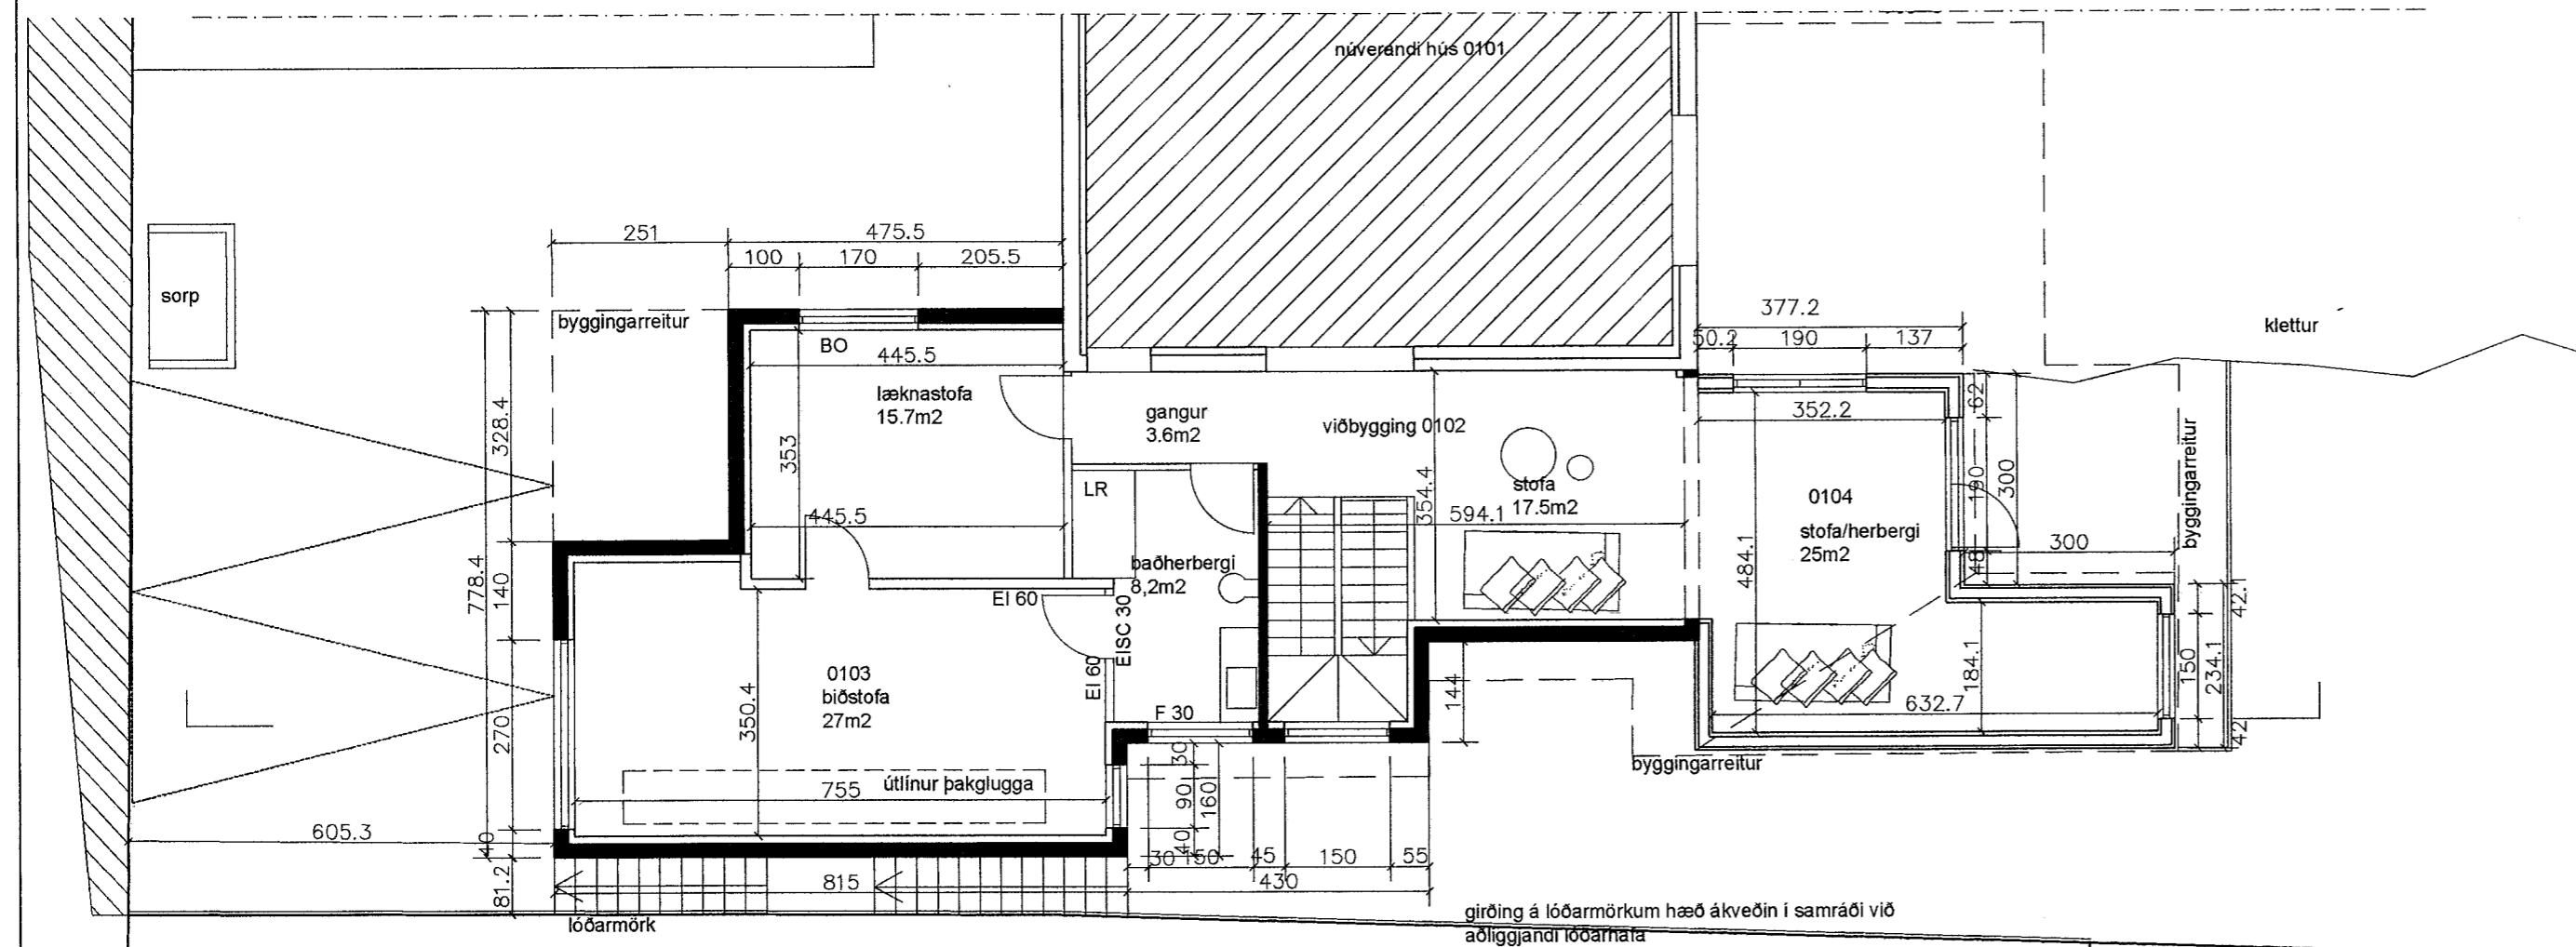 núverandi hús 0101
251
475.5
100
170
205.5
sorp
byggingarreitur
377.2
50.2
190
137
klettur
BO
445.5
læknastofa
15.7m2
gangur
3.6m2
viðbygging 0102
352.2
62
328.4
353
LR
stofa
17.5m2
354.4
594.1
190
300
0104
stofa/herbergi
25m2
byggingarreitur
445.5
778.4
140
baðherbergi
8,2m2
484.1
48
300
EI 60
EISC 30
EI 60
42.1
0103
biðstofa
27m2
350.4
270
F 30
144
184.1
632.7
150
234.1
42
byggingarreitur
útlínur þakglugga
755
30
90
160
40
605.3
40
81.2
815
30
150
45
150
55
430
lóðarmörk
girðing á lóðarmörkum hæð ákveðin í samráði við
aðliggjandi lóðarhafa